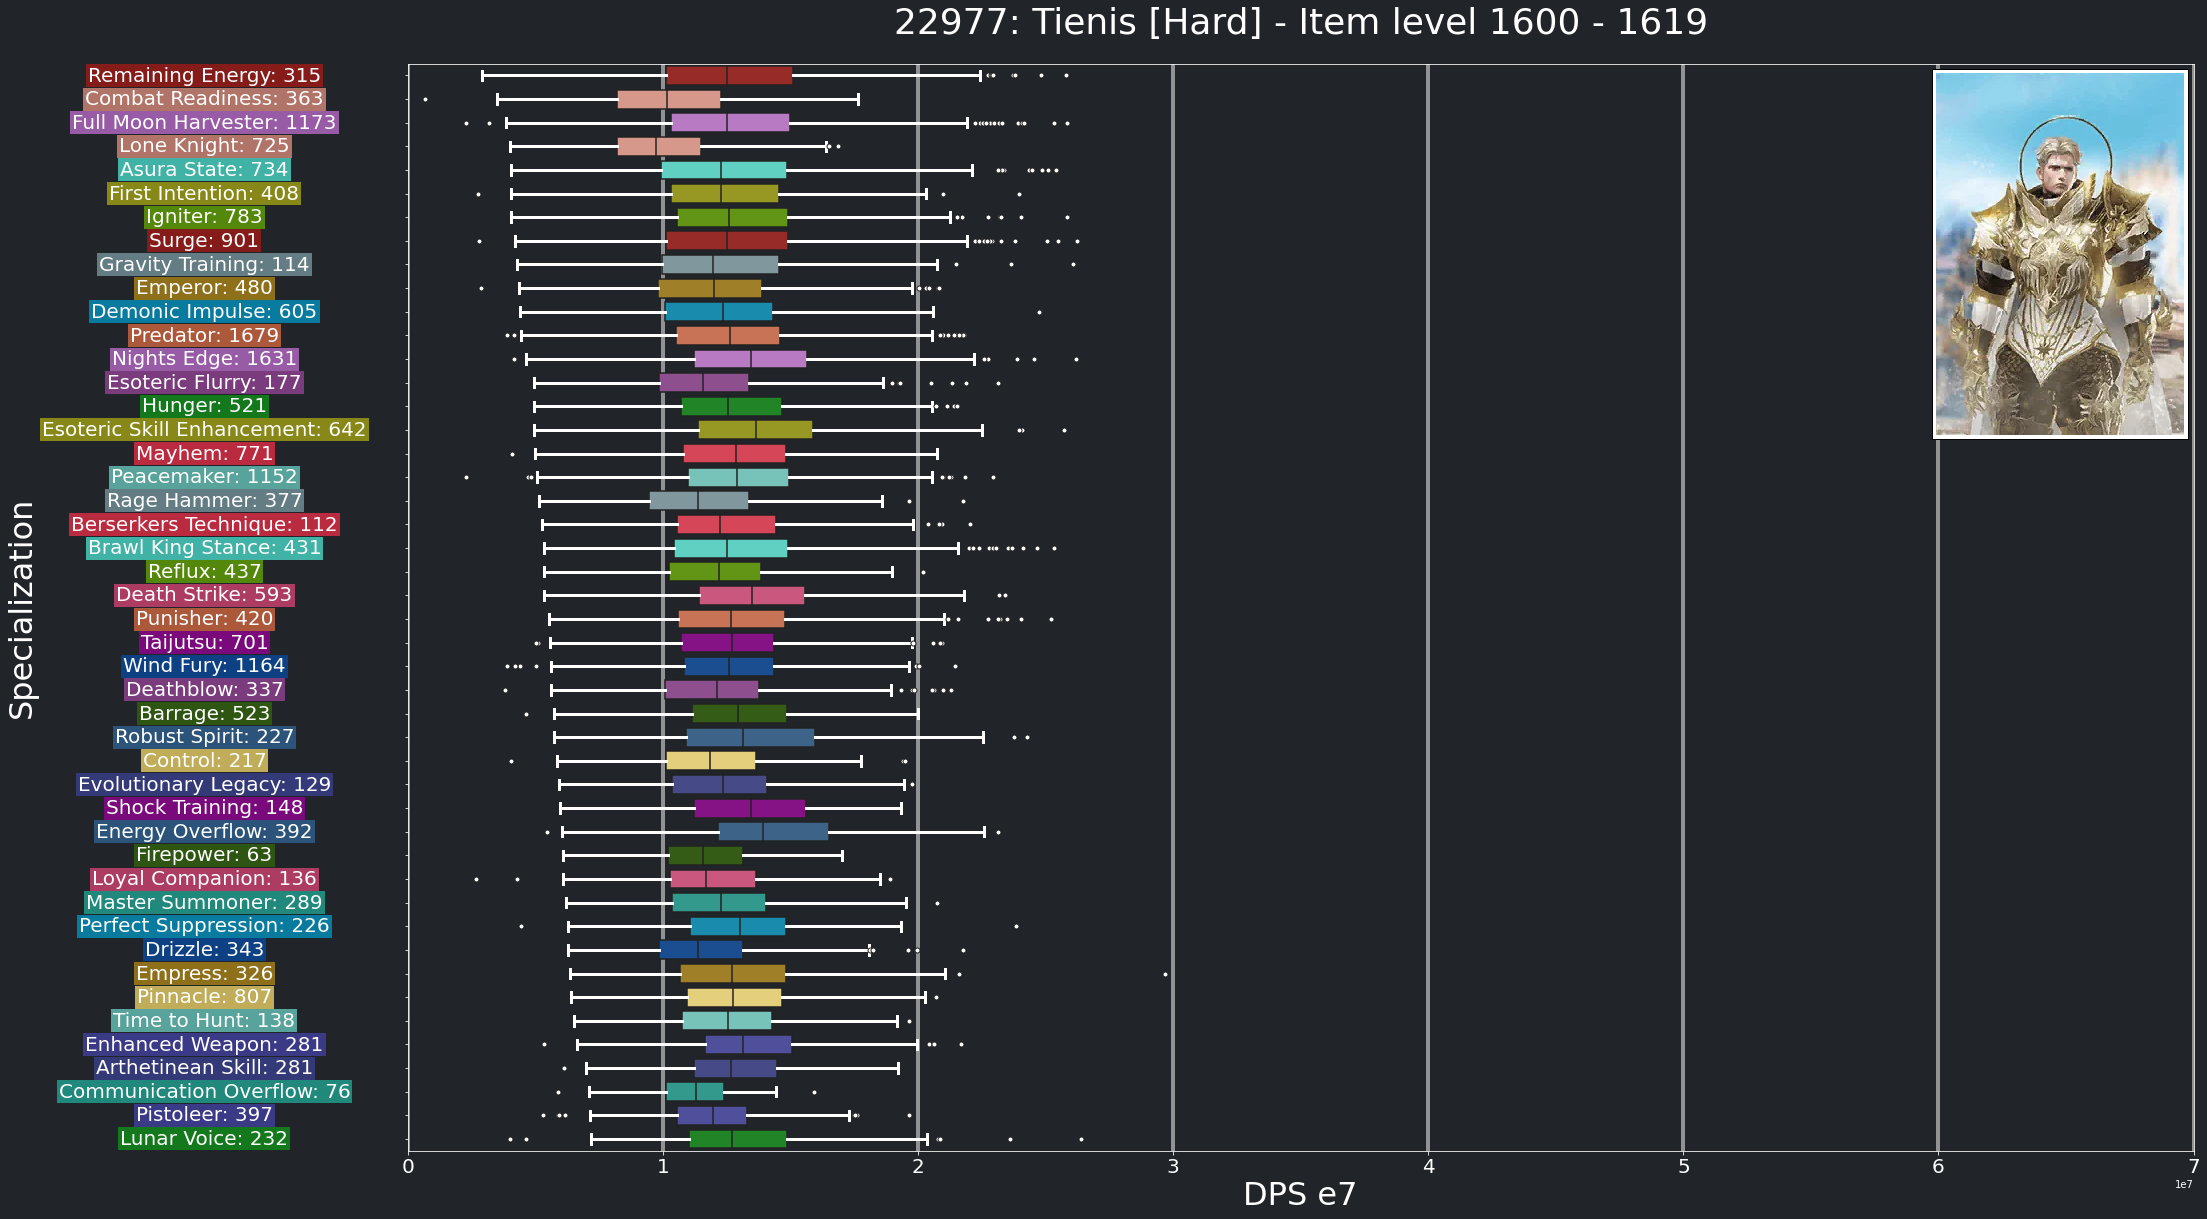 22977: Tienis [Hard] - Item level 1600 - 1619
Remaining Energy: 315
Combat Readiness: 363
Full Moon Harvester: 1173
Lone Knight: 725
Asura State: 734
First Intention: 408
Igniter: 783
Surge: 901
Gravity Training: 114
Emperor: 480
Demonic Impulse: 605
Predator: 1679
Nights Edge: 1631
Esoteric Flurry: 177
Hunger: 521
Esoteric Skill Enhancement: 642
Mayhem: 771
Peacemaker: 1152
Rage Hammer: 377
Berserkers Technique: 112
Brawl King Stance: 431
Reflux: 437
Death Strike: 593
Punisher: 420
Taijutsu: 701
Wind Fury: 1164
Deathblow: 337
Barrage: 523
Robust Spirit: 227
Control: 217
Evolutionary Legacy: 129
Shock Training: 148
Energy Overflow: 392
Firepower: 63
Loyal Companion: 136
Master Summoner: 289
Perfect Suppression: 226
Drizzle: 343
Empress: 326
Pinnacle: 807
Time to Hunt: 138
Enhanced Weapon: 281
Arthetinean Skill: 281
Communication Overflow: 76
Pistoleer: 397
Lunar Voice: 232
Specialization
0 1 2 3 4 5 6 7
1e7
DPS e7